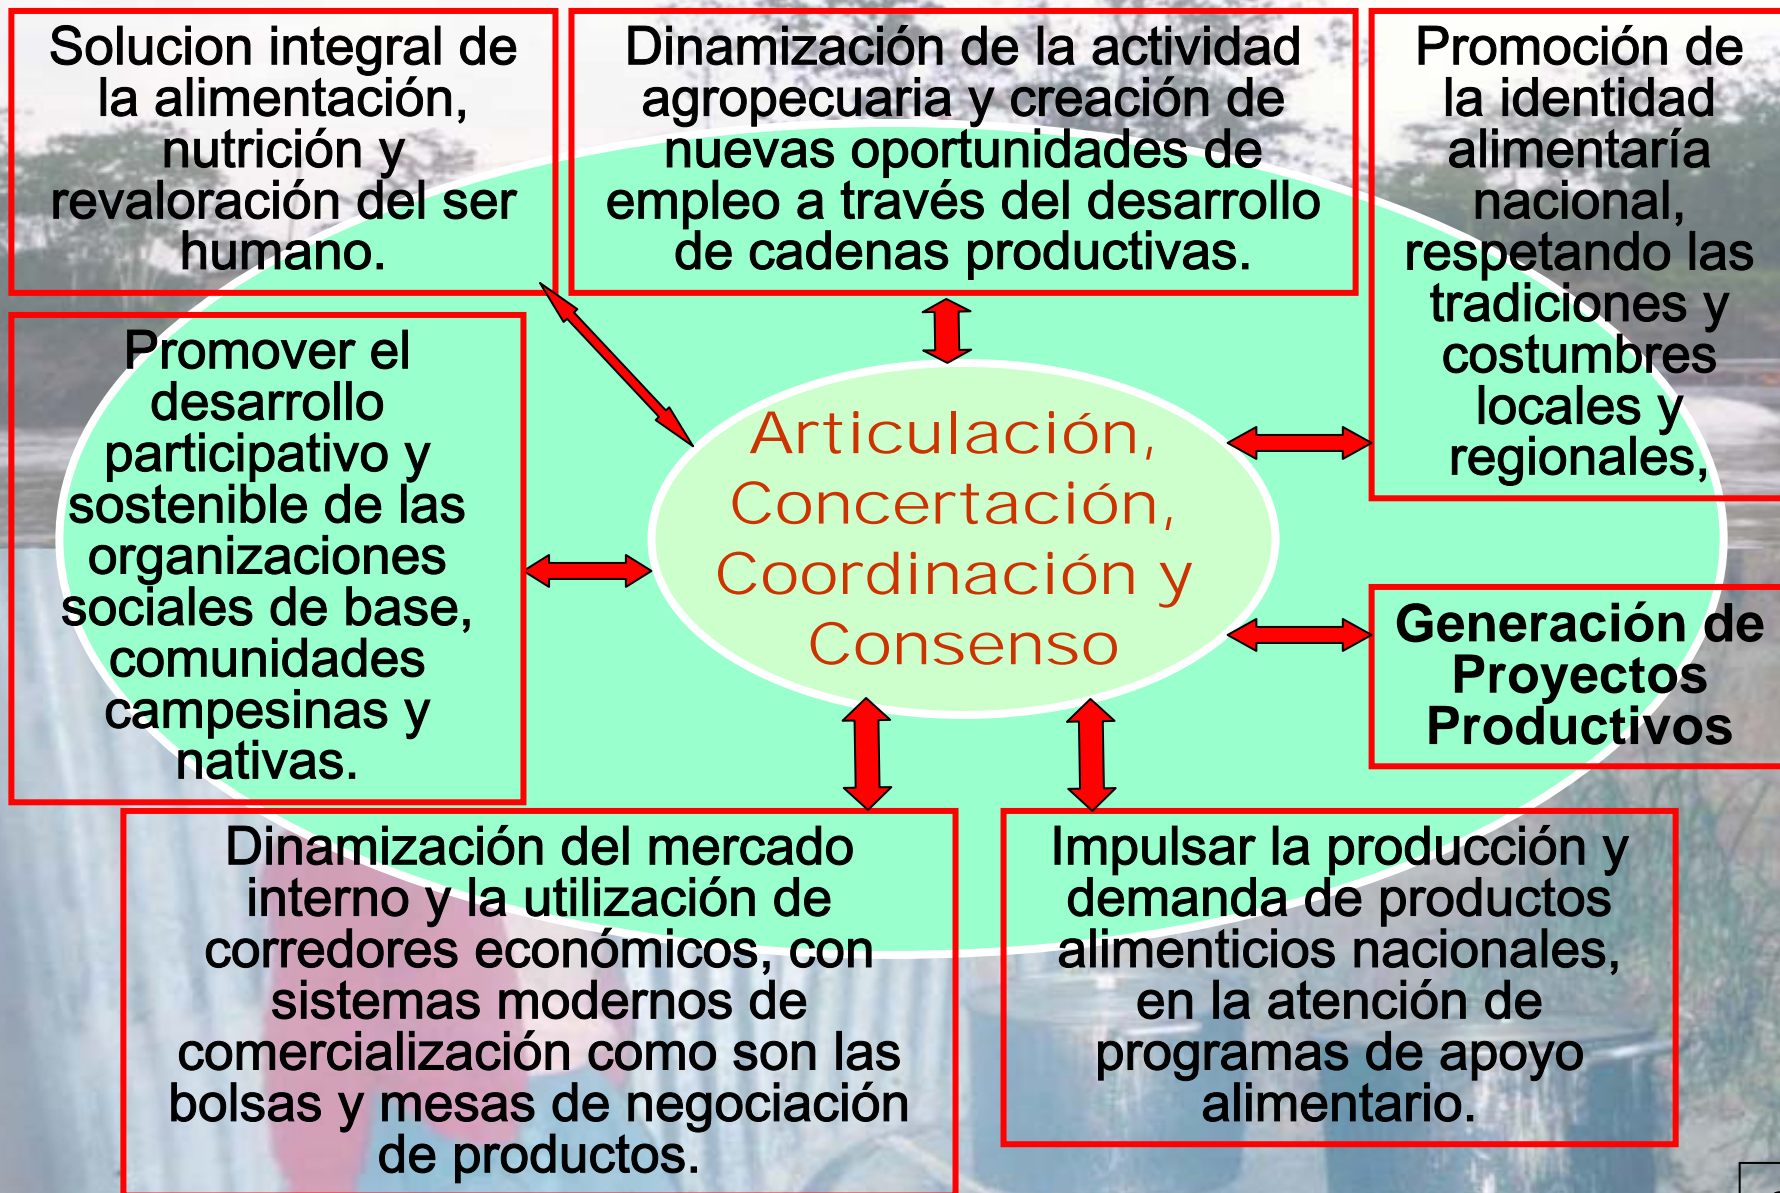 Solucion integral de
la alimentación,
nutrición y
revaloración del ser
humano.
Dinamización de la actividad
agropecuaria y creación de
nuevas oportunidades de
empleo a través del desarrollo
de cadenas productivas.
Promoción de
la identidad
alimentaría
nacional,
respetando las
tradiciones y
costumbres
locales y
regionales,
Promover el
desarrollo
participativo y
sostenible de las
organizaciones
sociales de base,
comunidades
campesinas y
nativas.
Articulación,
Concertación,
Coordinación y
Consenso
Generación de
Proyectos
Productivos
Dinamización del mercado
interno y la utilización de
corredores económicos, con
sistemas modernos de
comercialización como son las
bolsas y mesas de negociación
de productos.
Impulsar la producción y
demanda de productos
alimenticios nacionales,
en la atención de
programas de apoyo
alimentario.